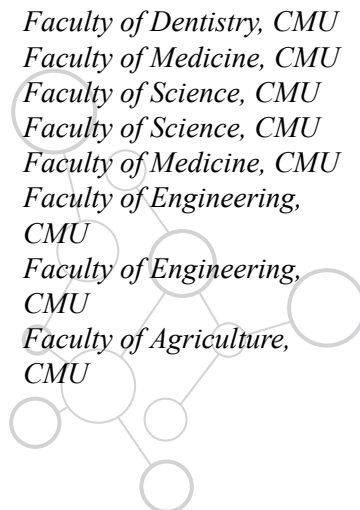 Faculty of Dentistry, CMU
Faculty of Medicine, CMU
Faculty of Science, CMU
Faculty of Science, CMU
Faculty of Medicine, CMU
Faculty of Engineering,
CMU
Faculty of Engineering,
CMU
Faculty of Agriculture,
CMU